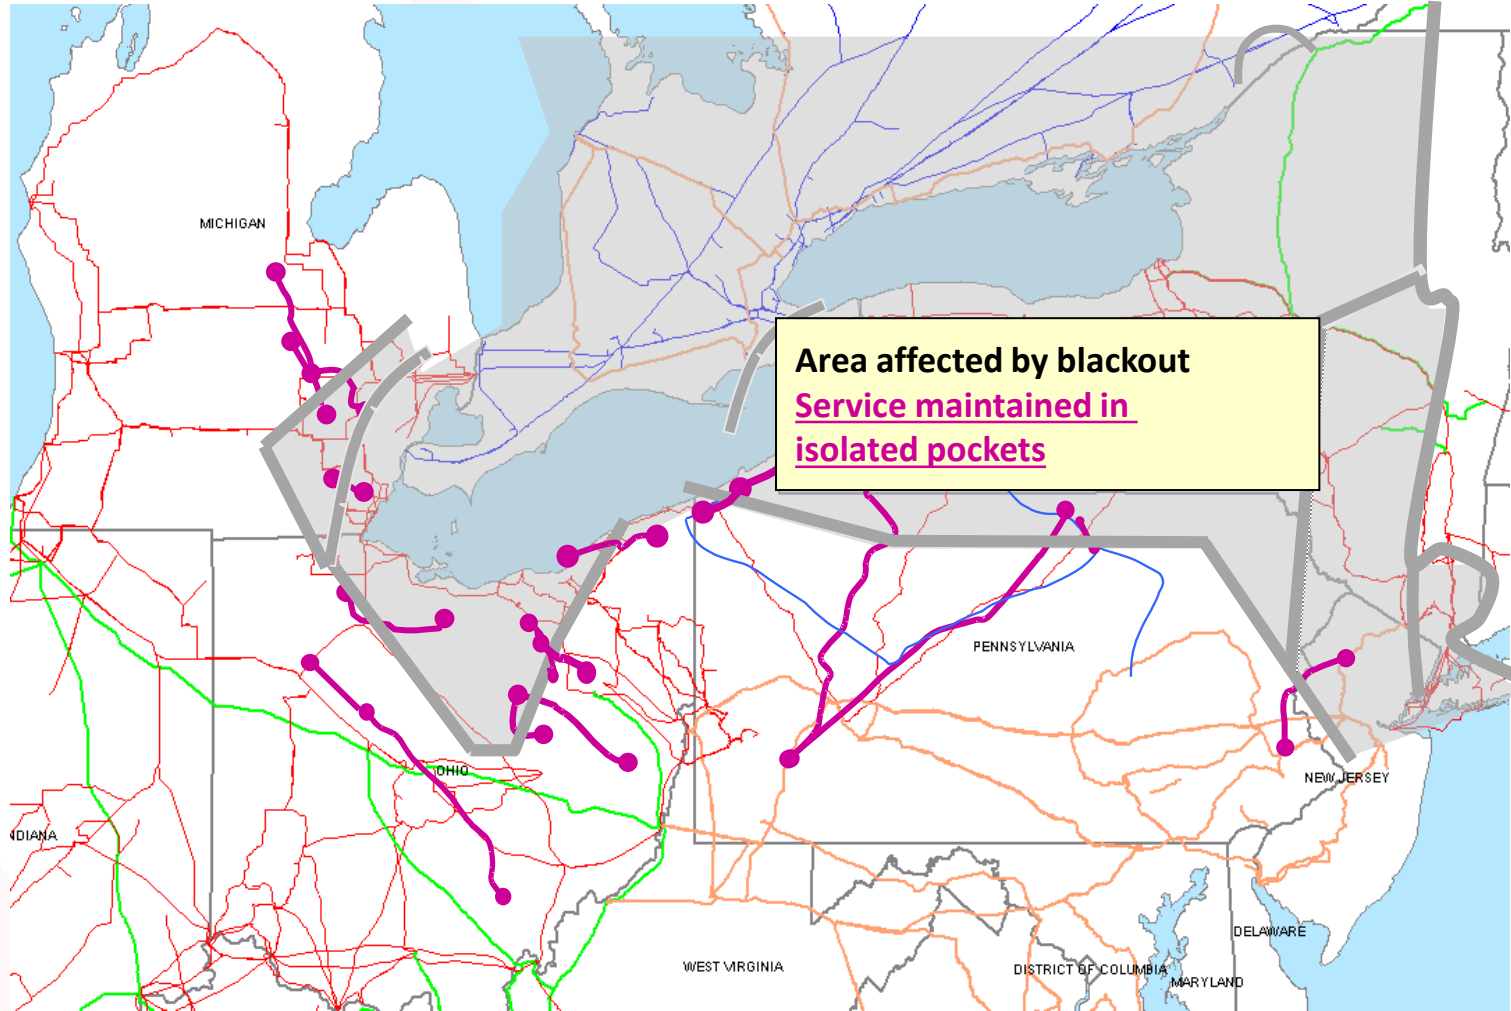 MICHIGAN
Area affected by blackout
Service maintained in
isolated pockets
PENNSYLVANIA
OHIO
NEW JERSEY
NDIANA
DELAWARE
WEST VIRGINIA
DISTRICT OF COLUMBIA
MARYLAND